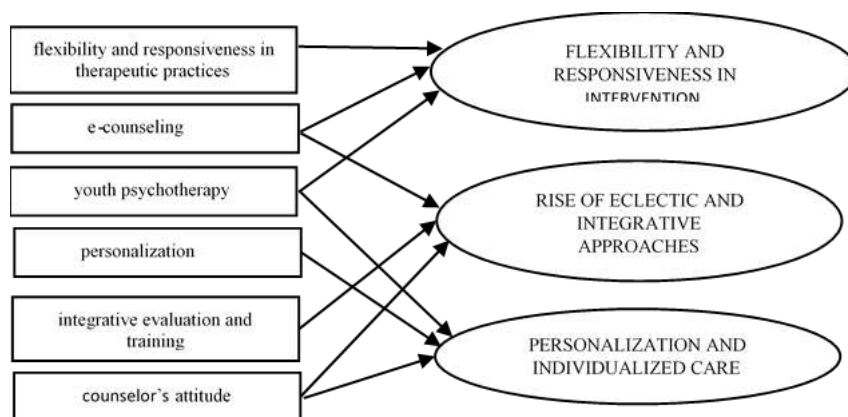 flexibility and responsiveness in
therapeutic practices
e-counseling
youth psychotherapy
personalization
integrative evaluation and
training
counselor`s attitude
FLEXIBILITY AND
RESPONSIVENESS IN
INTERVENTION
RISE OF ECLECTIC AND
INTEGRATIVE
APPROACHES
PERSONALIZATION AND
INDIVIDUALIZED CARE